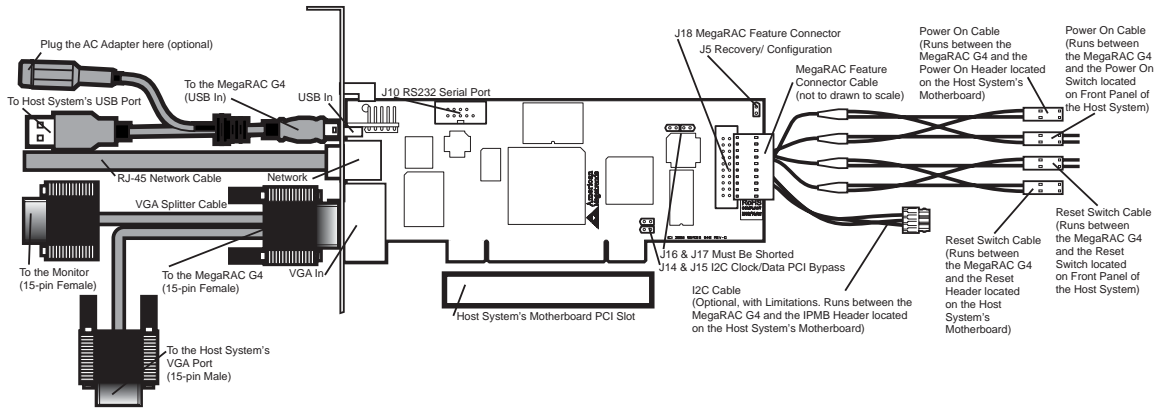 Plug the AC Adapter here (optional)
To the MegaRAC G4
(USB In)
USB In
To Host System's USB Port
RJ-45 Network Cable
Network
VGA Splitter Cable
To the Monitor
(15-pin Female)
To the MegaRAC G4
(15-pin Female)
VGA In
To the Host System's
VGA Port
(15-pin Male)
J10 RS232 Serial Port
J18 MegaRAC Feature Connector
J5 Recovery/ Configuration
MegaRAC Feature
Connector Cable
(not to drawn to scale)
Power On Cable
(Runs between the
MegaRAC G4 and the
Power On Header located
on the Host System's
Motherboard)
Power On Cable
(Runs between
the MegaRAC G4
and the Power On
Switch located
on Front Panel of
the Host System)
American
Megatrends
RoHS
J16 & J17 Must Be Shorted
J14 & J15 I2C Clock/Data PCI Bypass
Host System's Motherboard PCI Slot
I2C Cable
(Optional, with Limitations. Runs between the
MegaRAC G4 and the IPMB Header located
on the Host System's Motherboard)
Reset Switch Cable
(Runs between
the MegaRAC G4
and the Reset
Header located
on the Host
System's
Motherboard)
Reset Switch Cable
(Runs between
the MegaRAC G4
and the Reset
Switch located
on Front Panel of
the Host System)